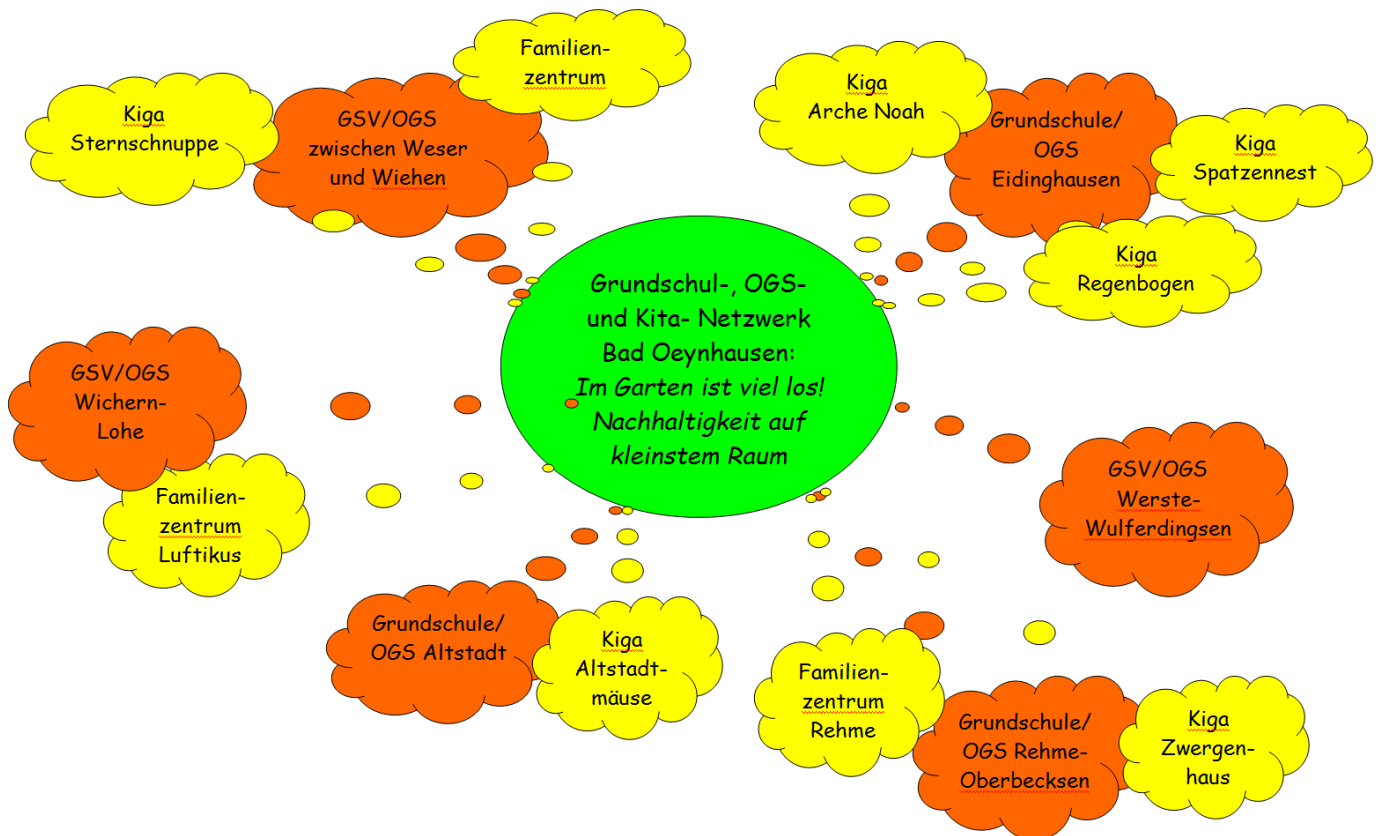 Kiga
Sternschnuppe
GSV/OGS
zwischen Weser
und Wiehen
Familien-
zentrum
Kiga
Arche Noah
Grundschule/
OGS
Eidinghausen
Kiga
Spatzennest
Kiga
Regenbogen
Grundschul-, OGS-
und Kita- Netzwerk
Bad Oeynhausen:
Im Garten ist viel los!
Nachhaltigkeit auf
kleinstem Raum
GSV/OGS
Wichern-
Lohe
Familien-
zentrum
Luftikus
GSV/OGS
Werste-
Wulferdingsen
Grundschule/
OGS Altstadt
Kiga
Altstadt-
mäuse
Familien-
zentrum
Rehme
Grundschule/
OGS Rehme-
Oberbecksen
Kiga
Zwergen-
haus